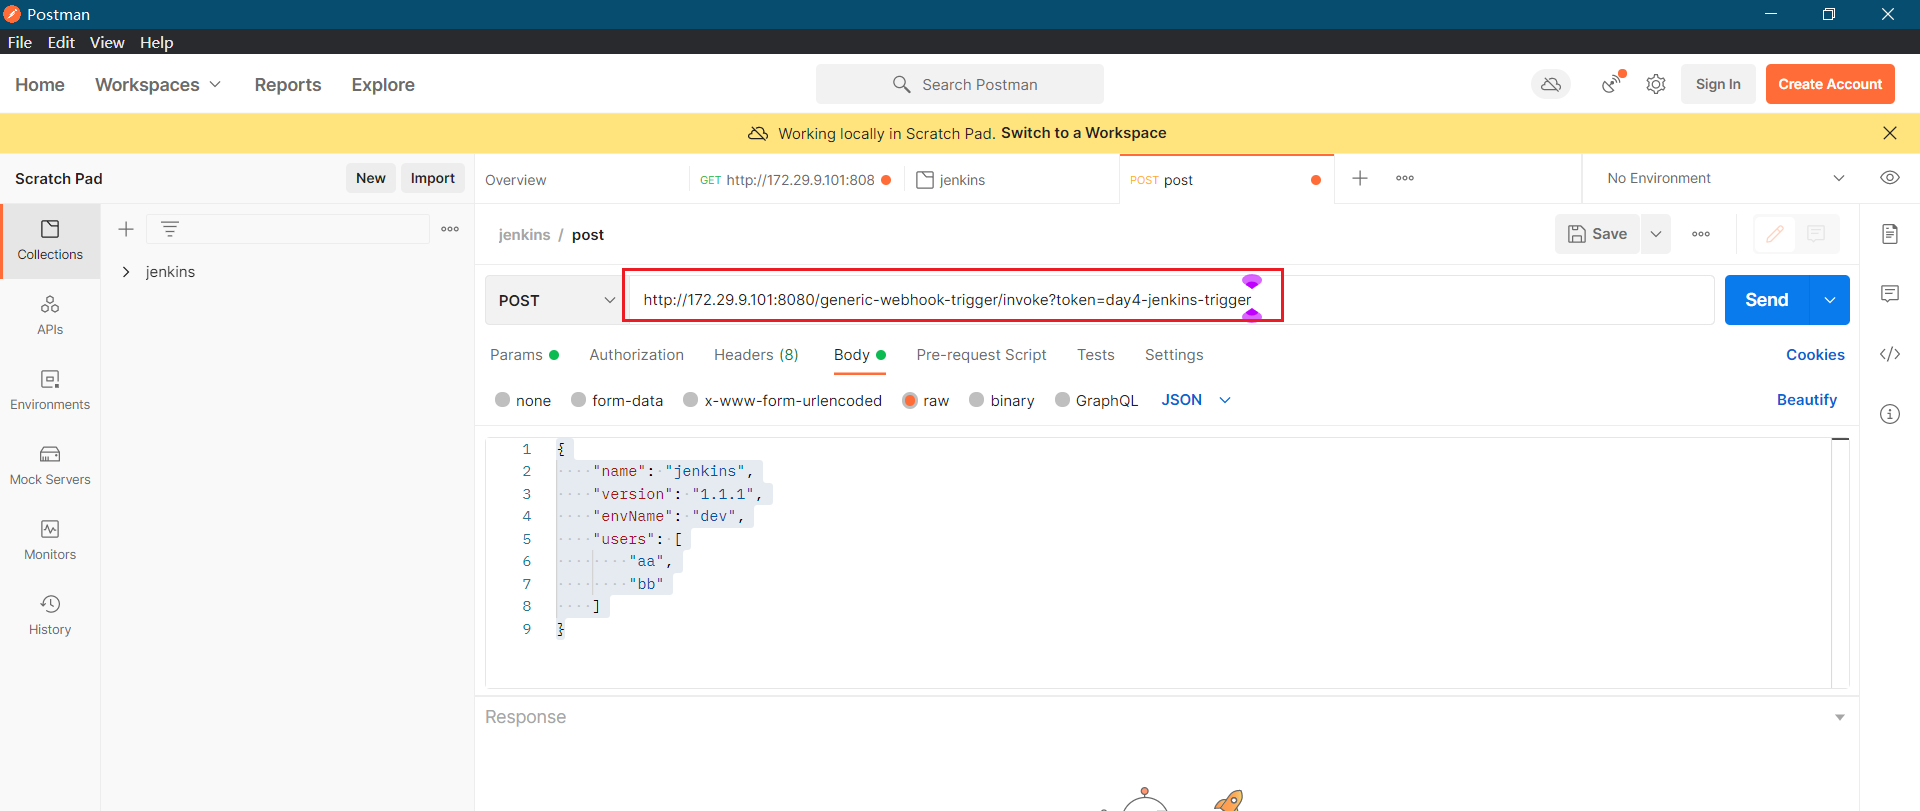 Postman
File Edit View Help
Home Workspaces Reports Explore Search Postman Sign In Create Account
Working locally in Scratch Pad. Switch to a Workspace
Scratch Pad New Import Overview GET http://172.29.9.101:808 jenkins POST post No Environment
Collections
jenkins
APIs
Environments
Mock Servers
Monitors
History
jenkins / post Save
POST http://172.29.9.101:8080/generic-webhook-trigger/invoke?token=day4-jenkins-trigger Send
Params Authorization Headers (8) Body Pre-request Script Tests Settings Cookies
none form-data x-www-form-urlencoded raw binary GraphQL JSON Beautify
1 {
2 "name": "jenkins",
3 "version": "1.1.1",
4 "envName": "dev",
5 "users": [
6 "aa",
7 "bb"
8 ]
9 }
Response